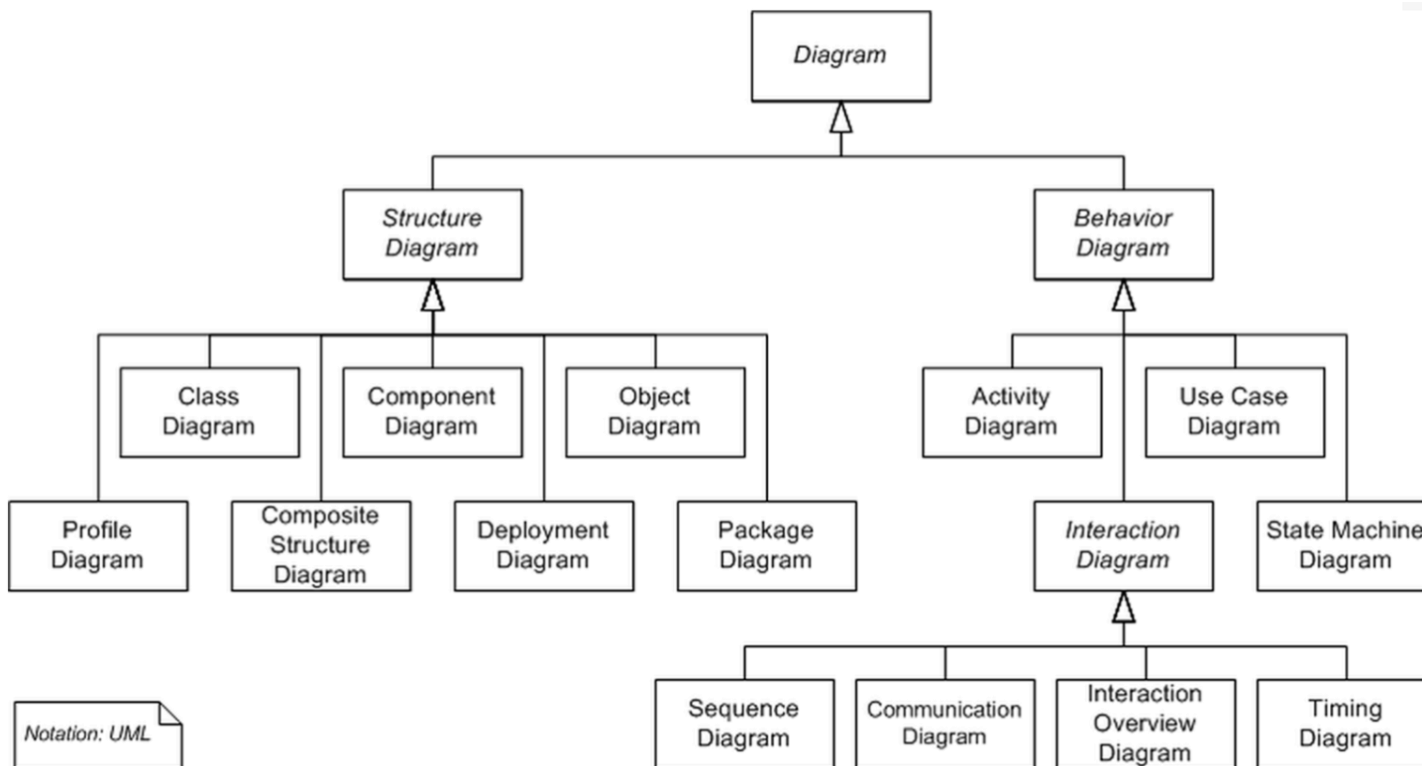 Diagram
Structure
Diagram
Behavior
Diagram
Class
Diagram
Component
Diagram
Object
Diagram
Activity
Diagram
Use Case
Diagram
Profile
Diagram
Composite
Structure
Diagram
Deployment
Diagram
Package
Diagram
Interaction
Diagram
State Machine
Diagram
Sequence
Diagram
Communication
Diagram
Interaction
Overview
Diagram
Timing
Diagram
Notation: UML